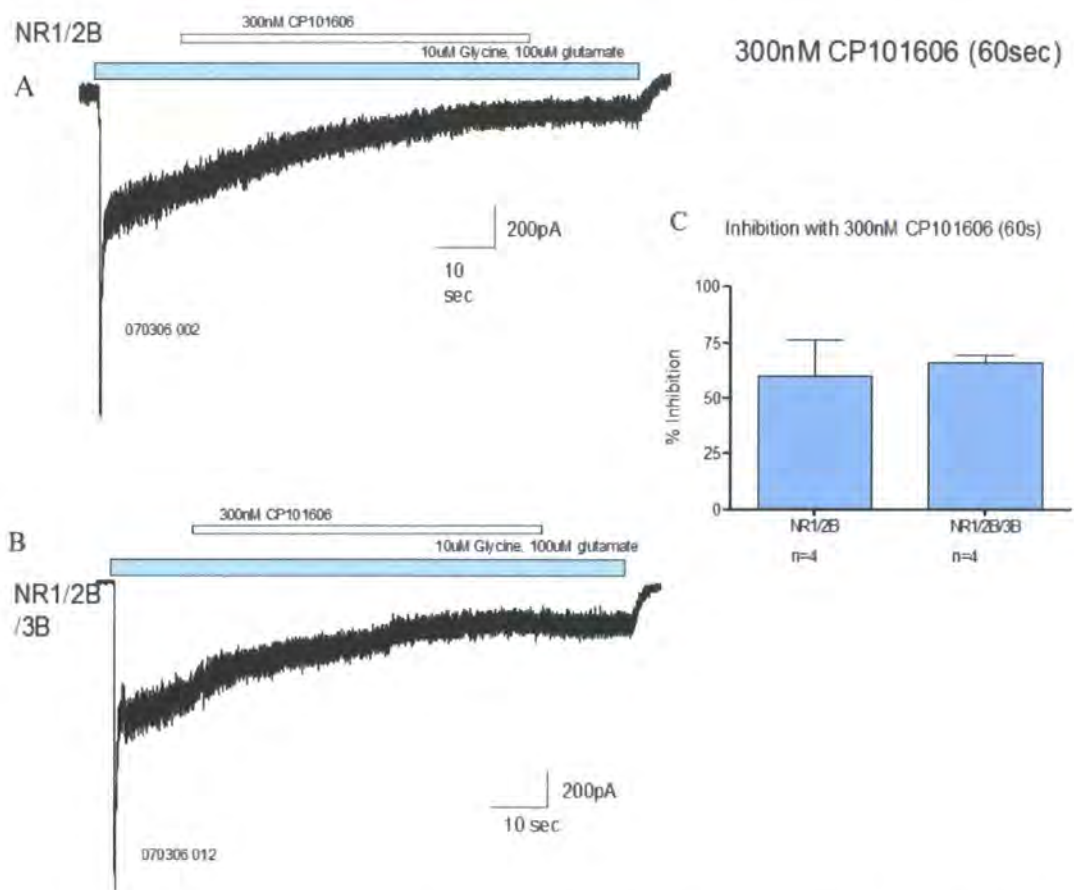 300nM CP101606
NR1/2B
10uM Glycine, 100uM glutamate
300nM CP101606 (60sec)
A
200pA
10
sec
070306 002
C
Inhibition with 300nM CP101606 (60s)
100
75
50
25
0
% Inhibition
NR1/2B
NR1/2B/3B
n=4
n=4
300nM CP101606
B
10uM Glycine, 100uM glutamate
NR1/2B
/3B
200pA
10 sec
070306 012